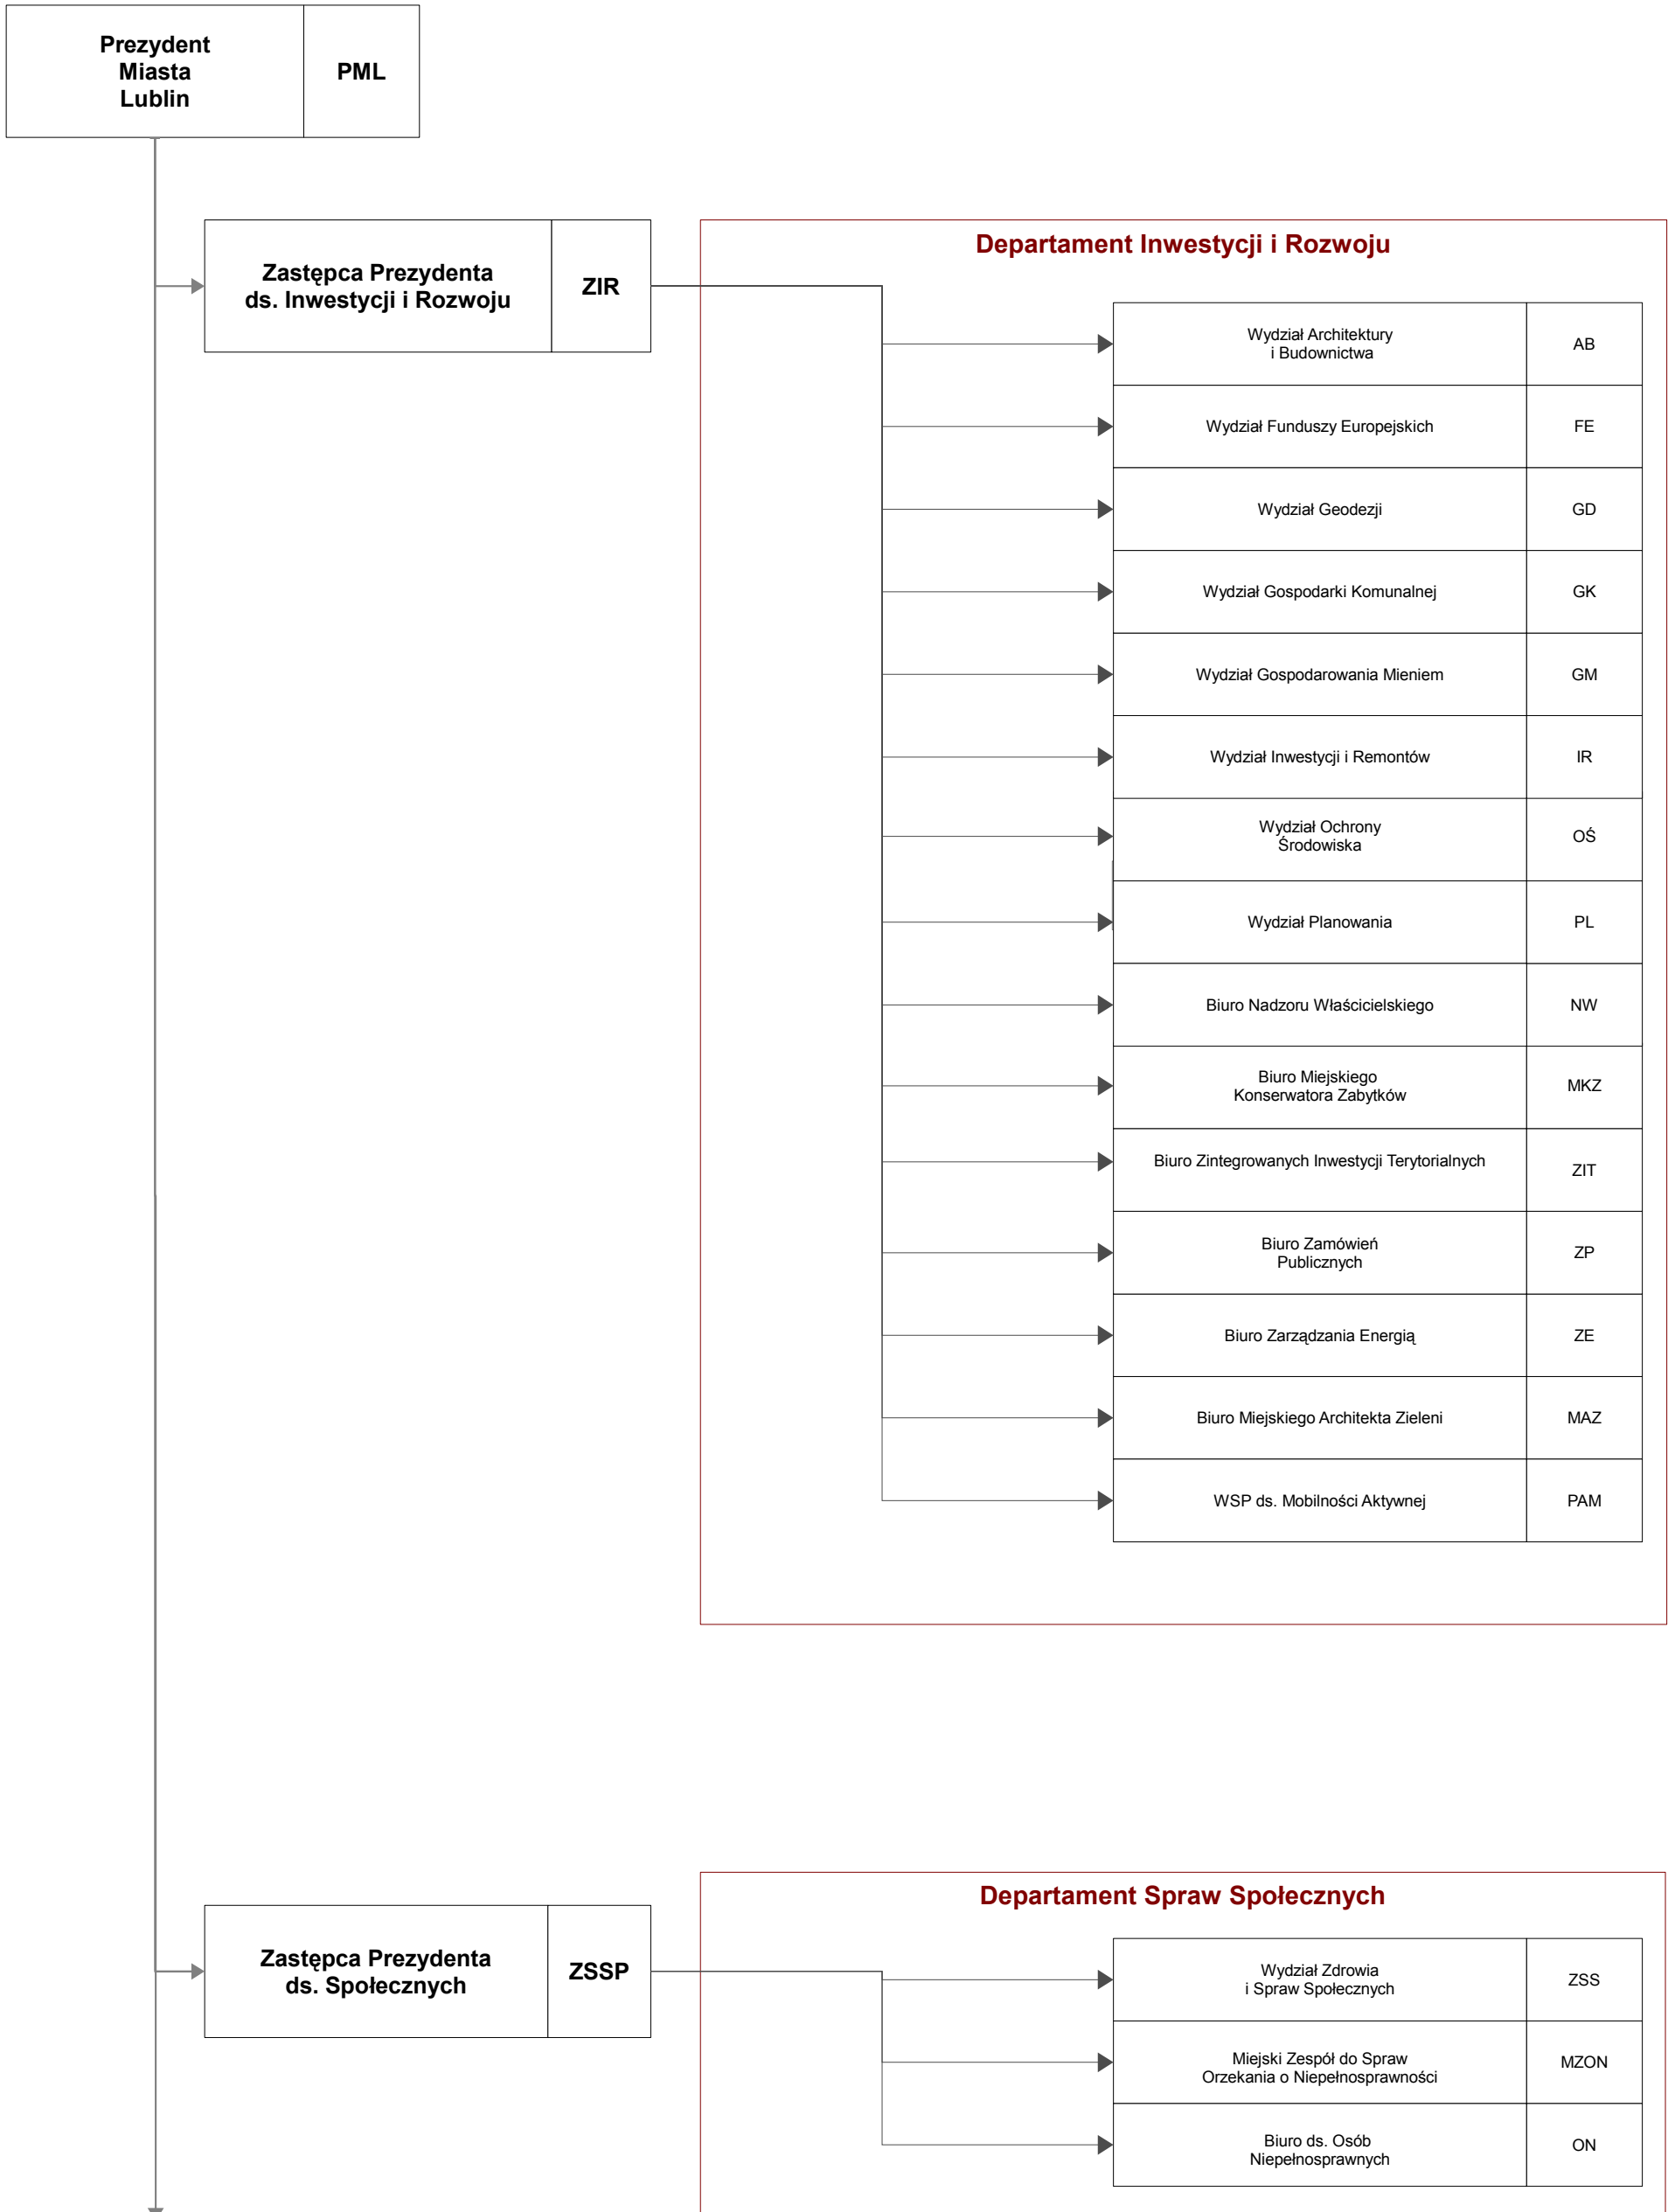 Prezydent
Miasta
Lublin
PML
Zastępca Prezydenta
ds. Inwestycji i Rozwoju
ZIR
Departament Inwestycji i Rozwoju
Wydział Architektury
i Budownictwa
AB
Wydział Funduszy Europejskich
FE
Wydział Geodezji
GD
Wydział Gospodarki Komunalnej
GK
Wydział Gospodarowania Mieniem
GM
Wydział Inwestycji i Remontów
IR
Wydział Ochrony
Środowiska
OŚ
Wydział Planowania
PL
Biuro Nadzoru Właścicielskiego
NW
Biuro Miejskiego
Konserwatora Zabytków
MKZ
Biuro Zintegrowanych Inwestycji Terytorialnych
ZIT
Biuro Zamówień
Publicznych
ZP
Biuro Zarządzania Energią
ZE
Biuro Miejskiego Architekta Zieleni
MAZ
WSP ds. Mobilności Aktywnej
PAM
Zastępca Prezydenta
ds. Społecznych
ZSSP
Departament Spraw Społecznych
Wydział Zdrowia
i Spraw Społecznych
ZSS
Miejski Zespół do Spraw
Orzekania o Niepełnosprawności
MZON
Biuro ds. Osób
Niepełnosprawnych
ON